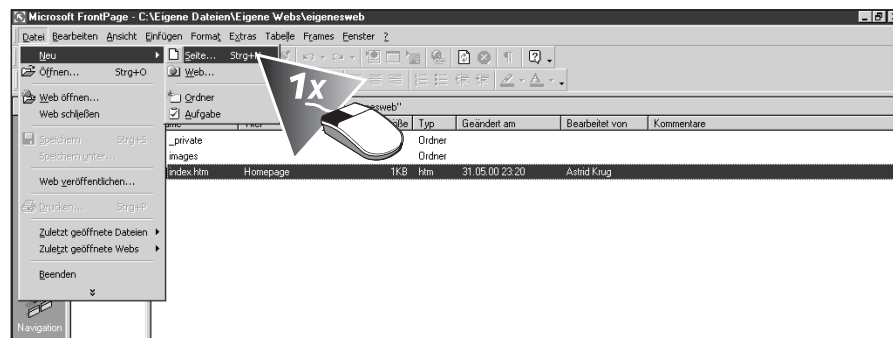 Microsoft FrontPage - C:\Eigene Dateien\Eigene Webs\eigenesweb
Datei Bearbeiten Ansicht Einfügen Format Extras Tabelle Frames Fenster ?
Neu
Seite... Strg+N
Öffnen... Strg+O
Web...
Web öffnen...
Ordner
Web schließen
Aufgabe
1x
Größe Typ Geändert am Bearbeitet von Kommentare
Speichern Strg+S
_private Ordner
Speichern unter...
images Ordner
index.htm Homepage 1KB htm 31.05.00 23:20 Astrid Krug
Web veröffentlichen...
Drucken... Strg+P
Zuletzt geöffnete Dateien
Zuletzt geöffnete Webs
Beenden
Navigation